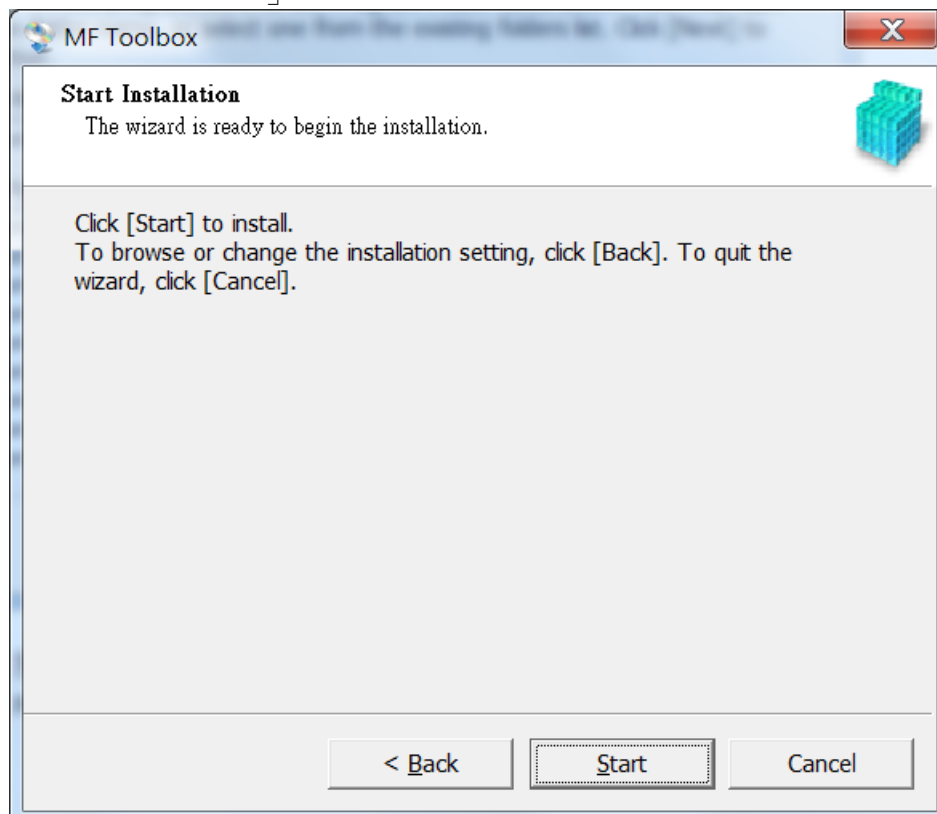 MF Toolbox
Start Installation
The wizard is ready to begin the installation.
Click [Start] to install.
To browse or change the installation setting, click [Back]. To quit the
wizard, click [Cancel].
< Back
Start
Cancel